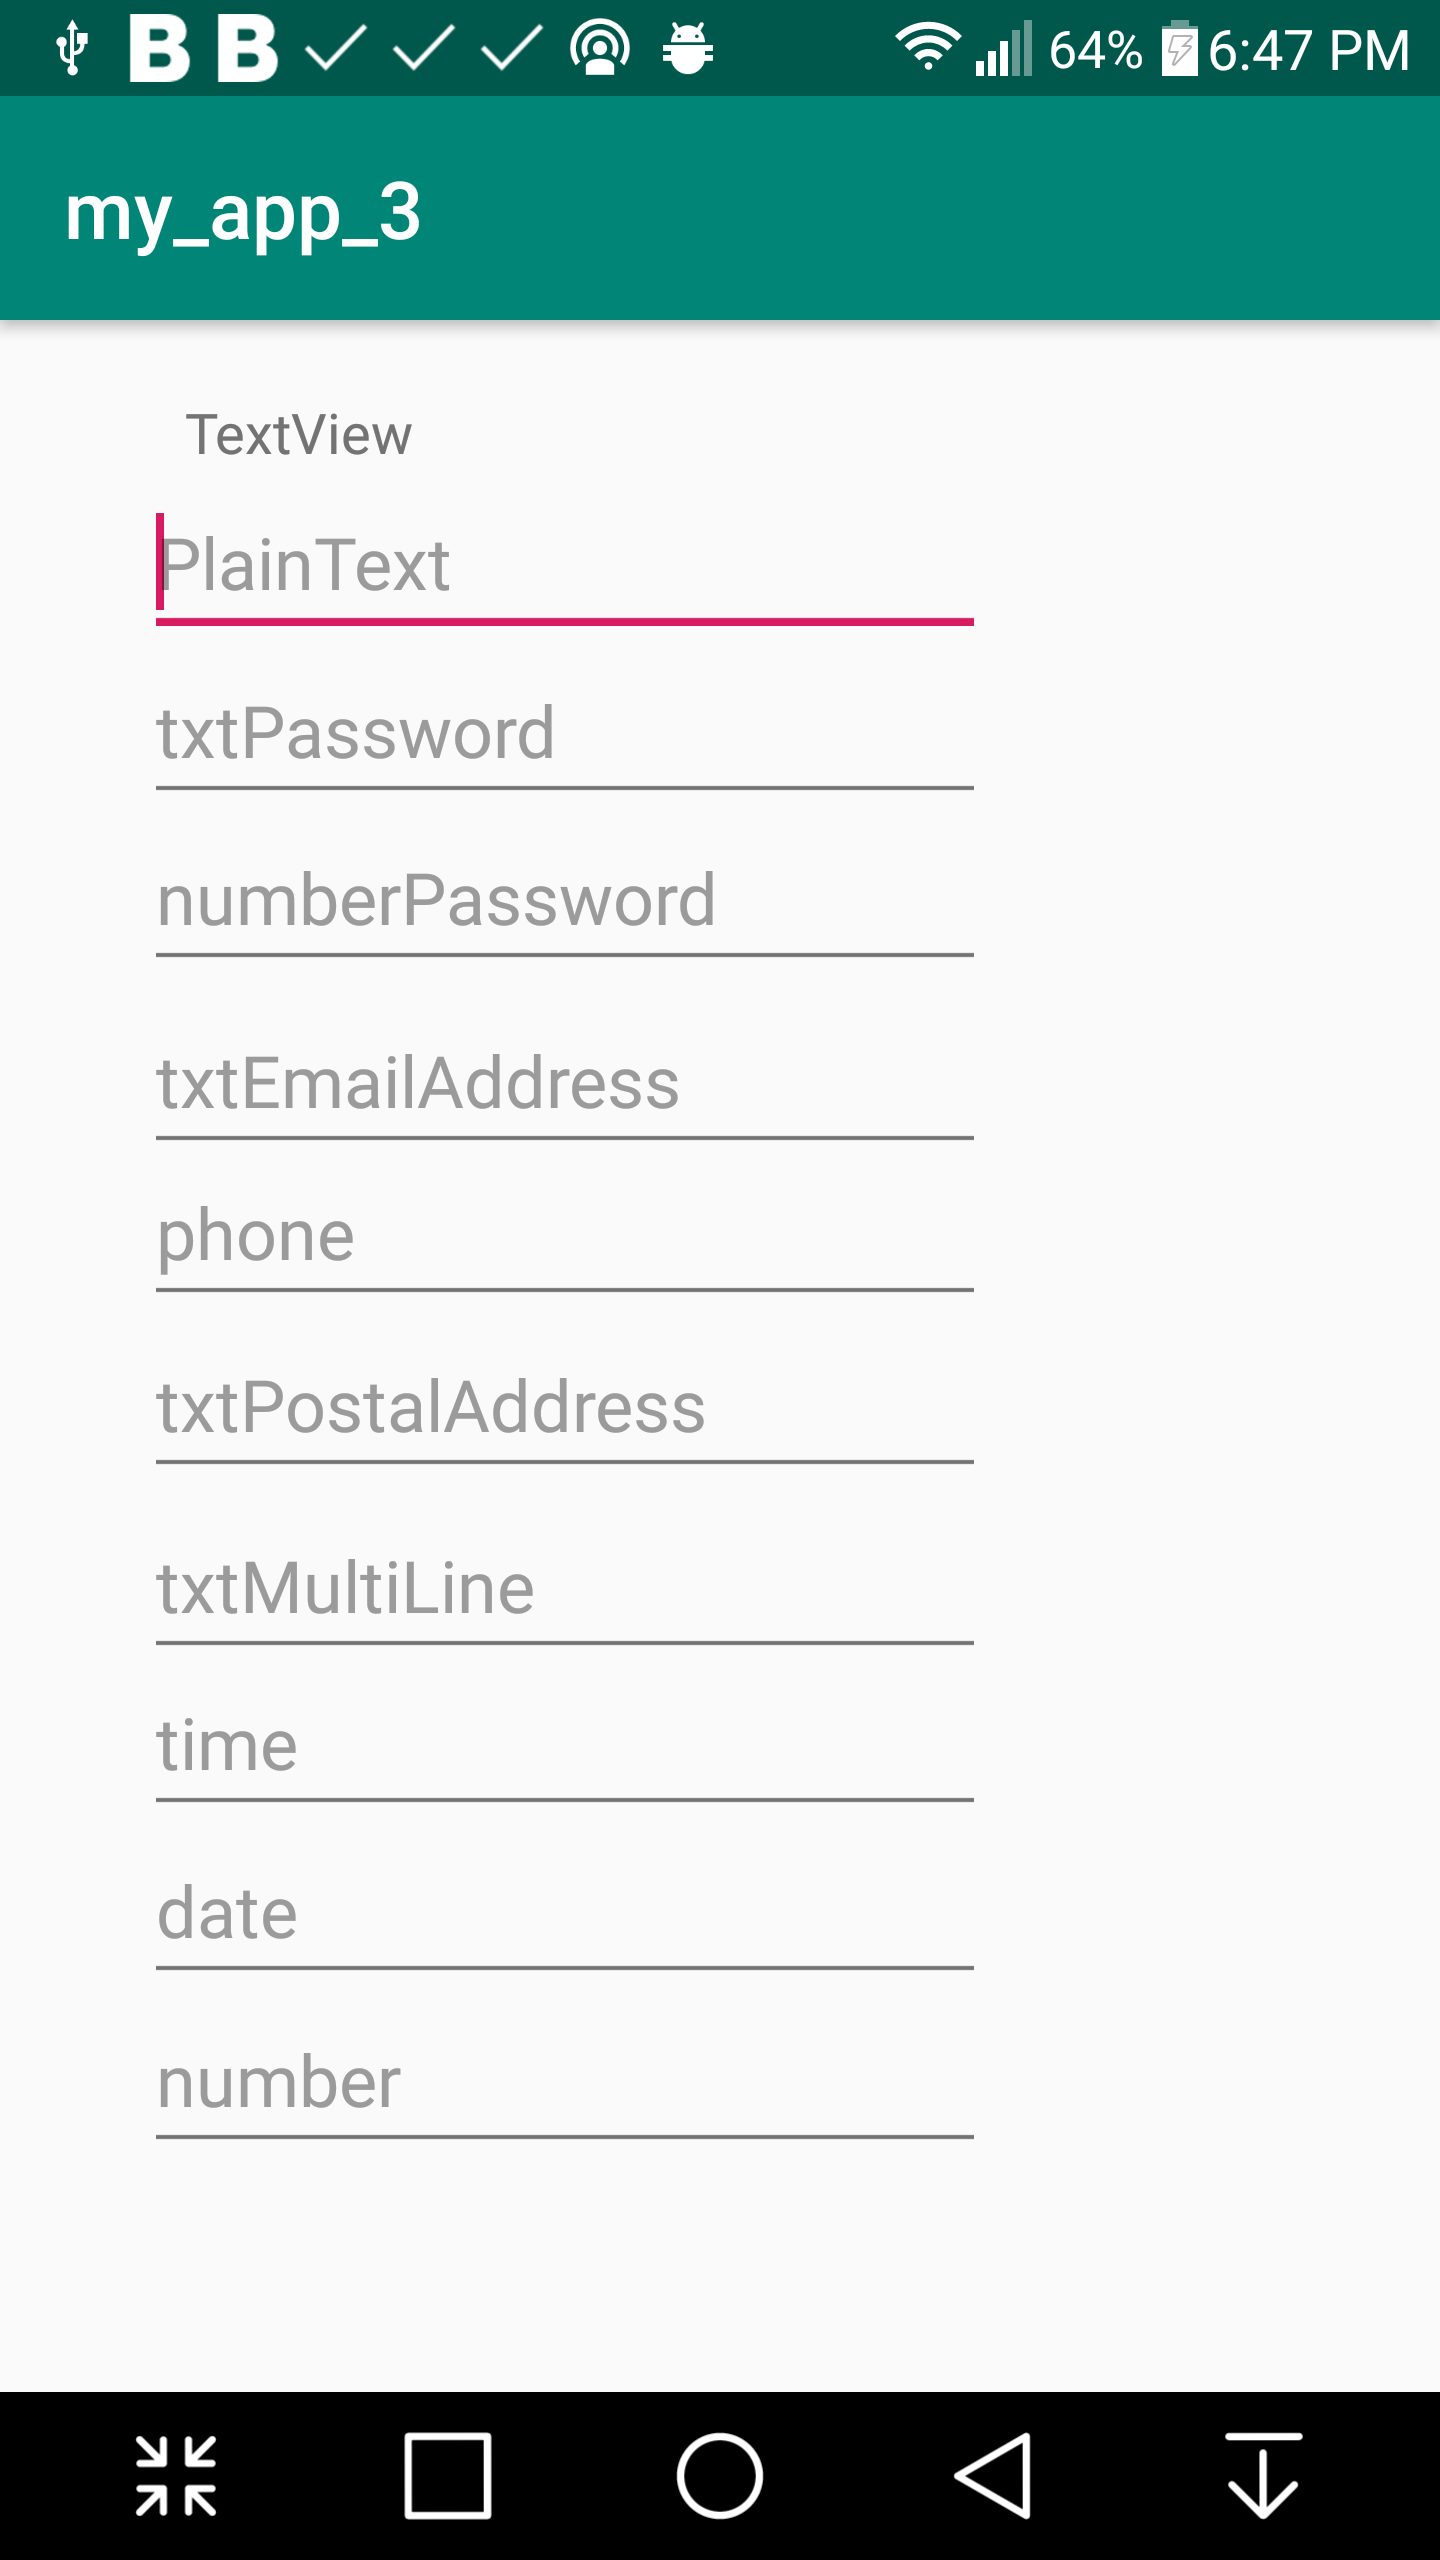 B B 64% 6:47 PM
my_app_3
TextView
PlainText
txtPassword
numberPassword
txtEmailAddress
phone
txtPostalAddress
txtMultiLine
time
date
number